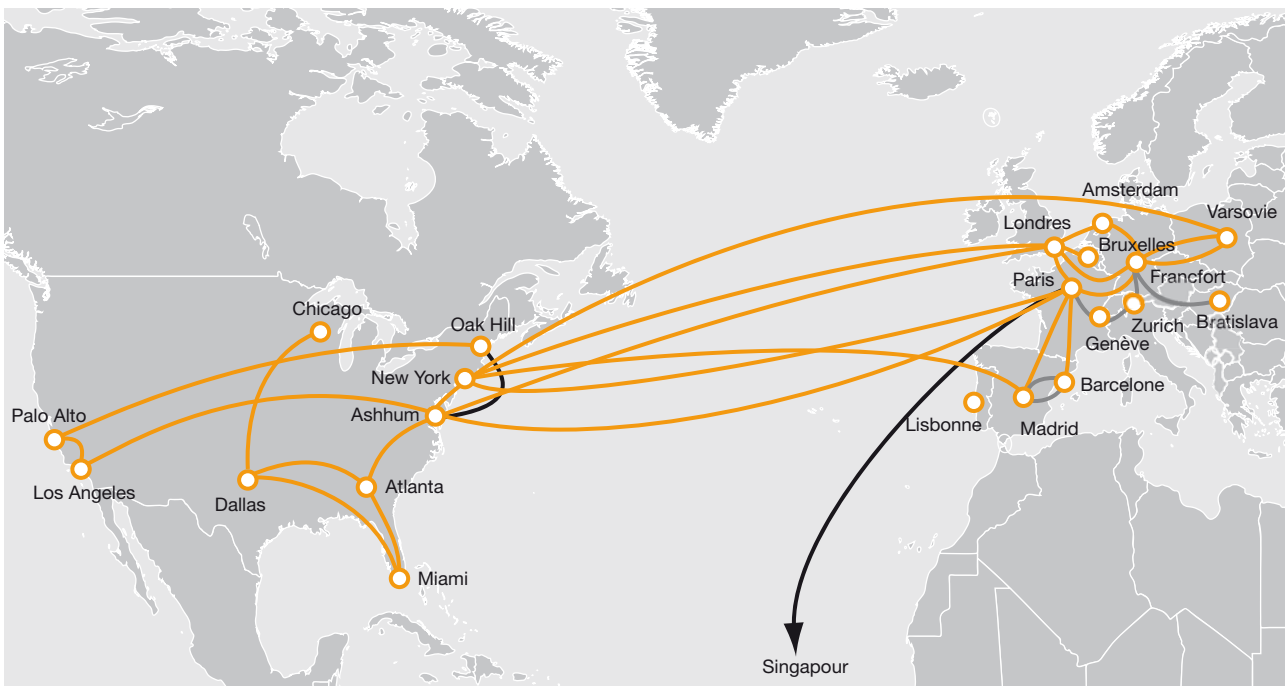 Amsterdam
Londres
Varsovie
Bruxelles
Paris
Francfort
Chicago
Oak Hill
Zurich
Bratislava
Genève
New York
Barcelone
Palo Alto
Ashhum
Lisbonne
Madrid
Los Angeles
Dallas
Atlanta
Miami
Singapour